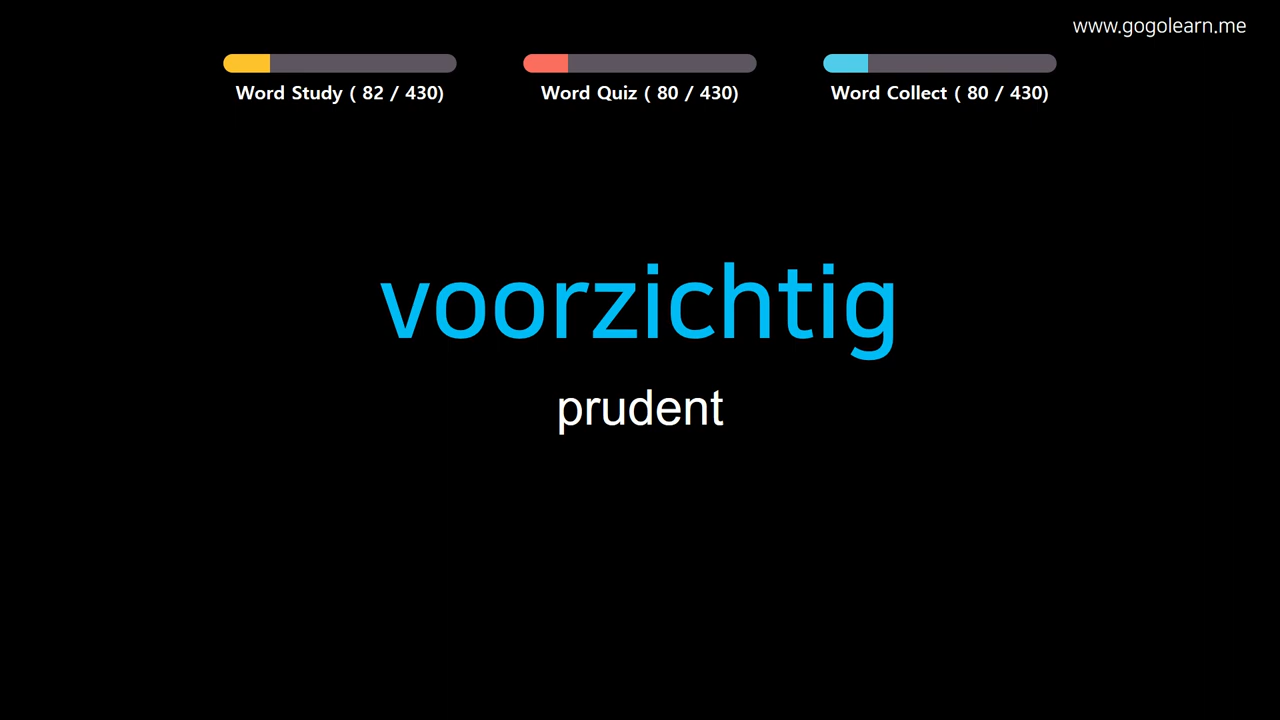 www.gogolearn.me
Word Study ( 82 / 430)
Word Quiz ( 80 / 430)
Word Collect ( 80 / 430)
voorzichtig
prudent